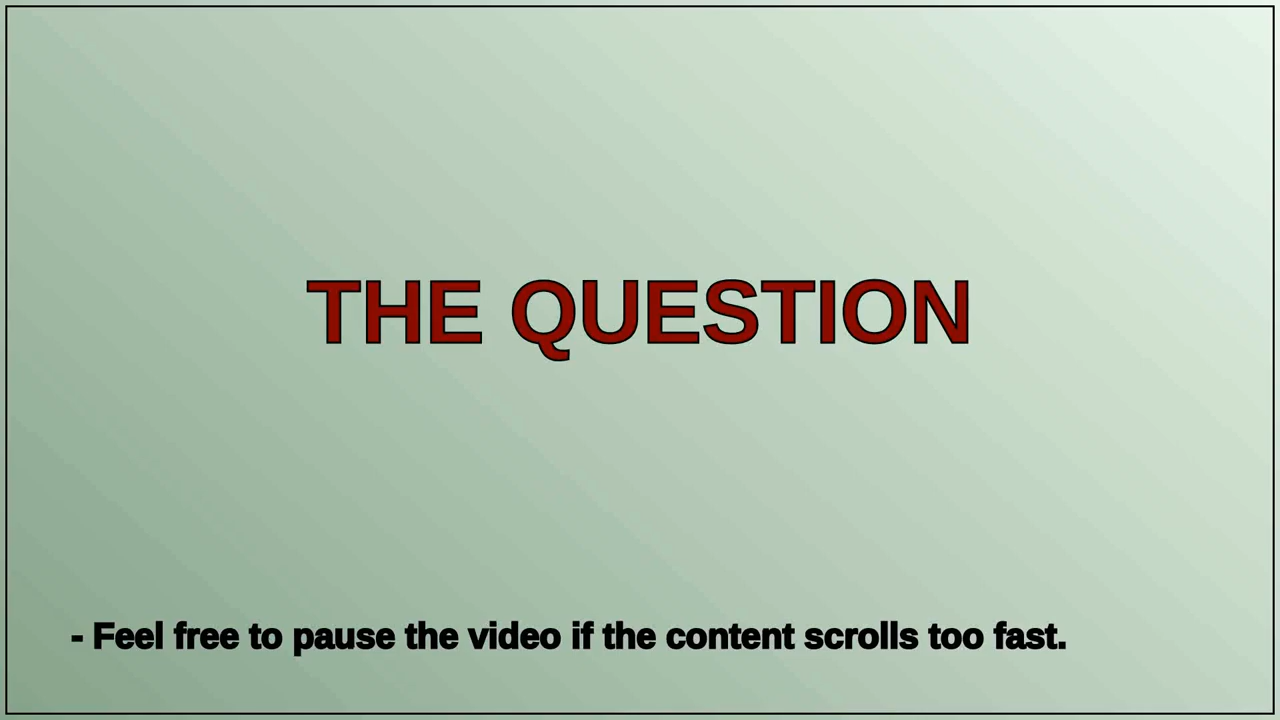 THE QUESTION
- Feel free to pause the video if the content scrolls too fast.